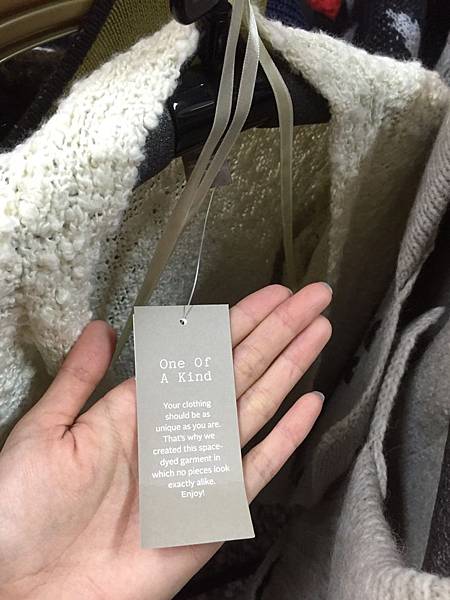 One Of
A Kind
Your clothing
should be as
unique as you are.
That's why we
created this space-
dyed garment in
which no pieces look
exactly alike.
Enjoy!